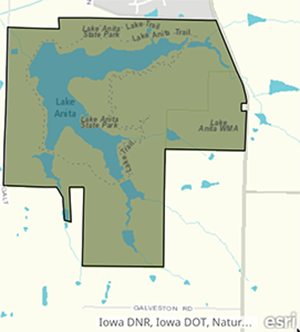 Lake Anita
State Park
Lake Trail
Lake Anita Trail
Lake
Anita
Lake Anita
State Park
Lake
Anita WMA
Lake Trail
GALVESTON RD
Iowa DNR, Iowa DOT, Natur...
esri